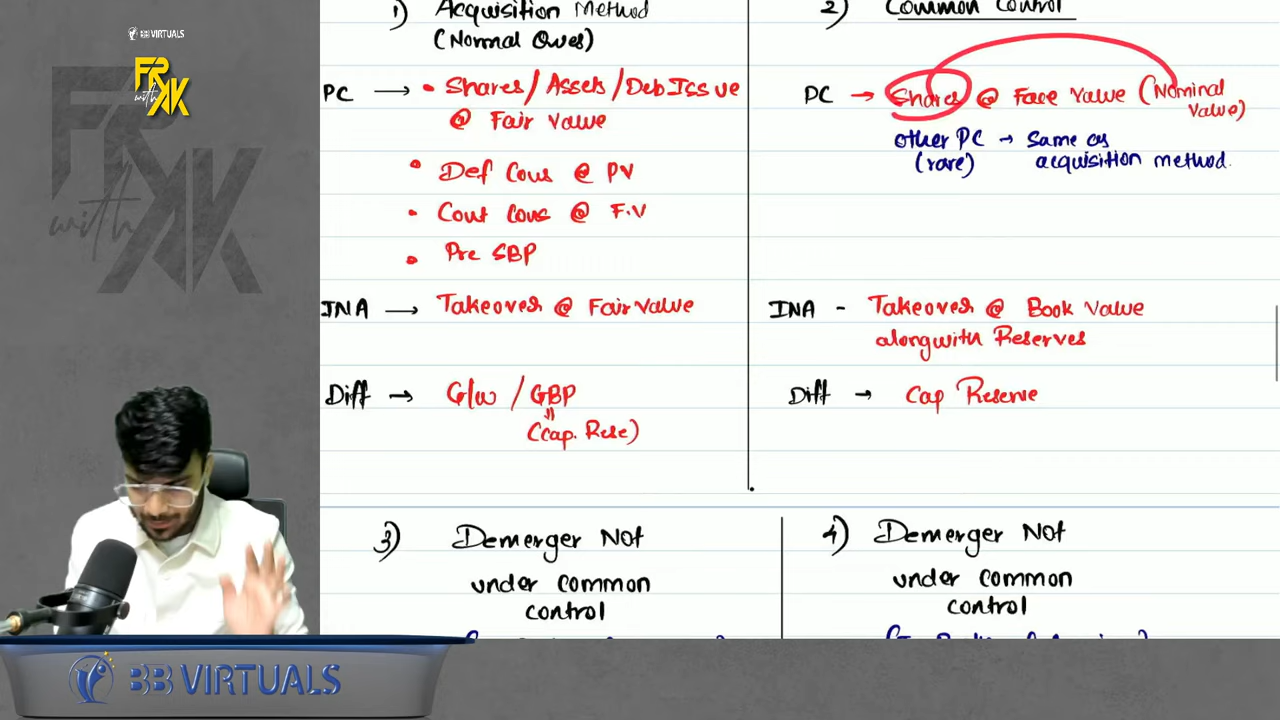 BB VIRTUALS
FR
with
AK
1) Acquisition Method
(Normal Ques)
PC → • Shares / Assets / Deb Issue
@ Fair value
• Def Cons @ PV
• Cont Cons @ F.V
• Pre SBP
INA → Takeover @ Fair value
Diff → G/w / GBP
=
(Cap. Rese)
2) Common Control
PC → Shares @ Face value (Nominal
value)
other PC → Same as
(rare) acquisition method.
INA - Takeover @ Book value
alongwith Reserves
Diff → Cap Reserve
3) Demerger Not
under common
control
4) Demerger Not
under common
control
BB VIRTUALS